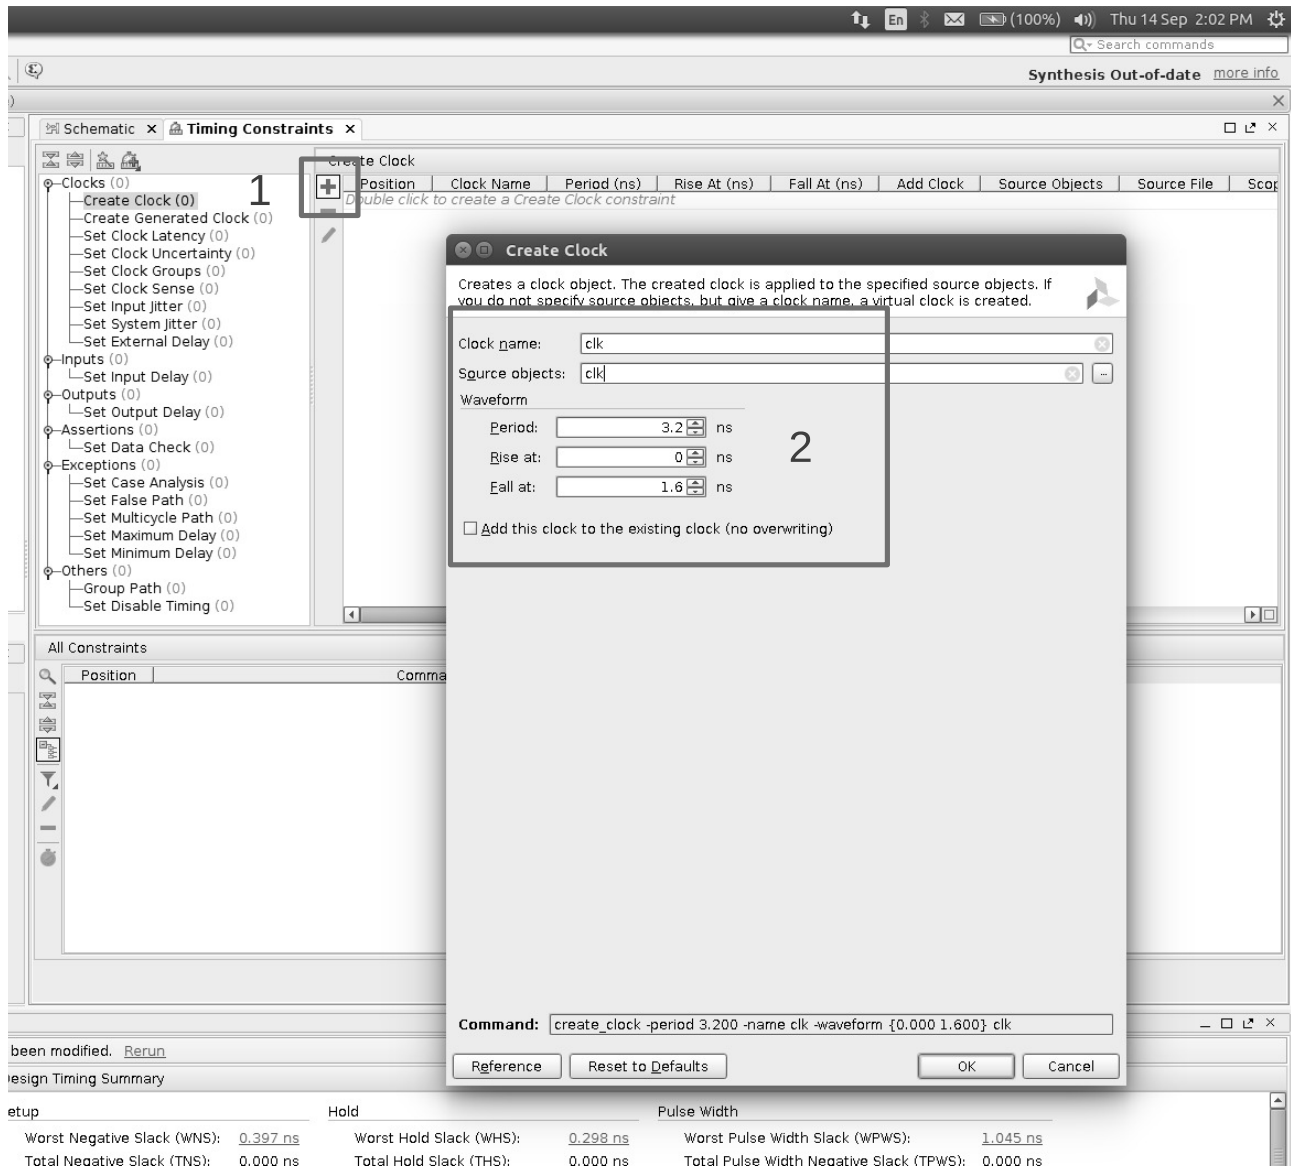 En (100%) Thu 14 Sep 2:02 PM
Search commands
Synthesis Out-of-date more info
Schematic Timing Constraints
Create Clock
Clocks (0)
Create Clock (0)
Create Generated Clock (0)
Set Clock Latency (0)
Set Clock Uncertainty (0)
Set Clock Groups (0)
Set Clock Sense (0)
Set Input Jitter (0)
Set System Jitter (0)
Set External Delay (0)
Inputs (0)
Set Input Delay (0)
Outputs (0)
Set Output Delay (0)
Assertions (0)
Set Data Check (0)
Exceptions (0)
Set Case Analysis (0)
Set False Path (0)
Set Multicycle Path (0)
Set Maximum Delay (0)
Set Minimum Delay (0)
Others (0)
Group Path (0)
Set Disable Timing (0)
1
Position Clock Name Period (ns) Rise At (ns) Fall At (ns) Add Clock Source Objects Source File Scop
Double click to create a Create Clock constraint
Create Clock
Creates a clock object. The created clock is applied to the specified source objects. If
you do not specify source objects, but give a clock name, a virtual clock is created.
Clock name: clk
Source objects: clk
Waveform
Period: 3.2 ns
Rise at: 0 ns
Fall at: 1.6 ns
2
Add this clock to the existing clock (no overwriting)
Command: create_clock -period 3.200 -name clk -waveform {0.000 1.600} clk
Reference Reset to Defaults OK Cancel
All Constraints
Position Comma
been modified. Rerun
esign Timing Summary
etup Hold Pulse Width
Worst Negative Slack (WNS): 0.397 ns Worst Hold Slack (WHS): 0.298 ns Worst Pulse Width Slack (WPWS): 1.045 ns
Total Negative Slack (TNS): 0.000 ns Total Hold Slack (THS): 0.000 ns Total Pulse Width Negative Slack (TPWS): 0.000 ns